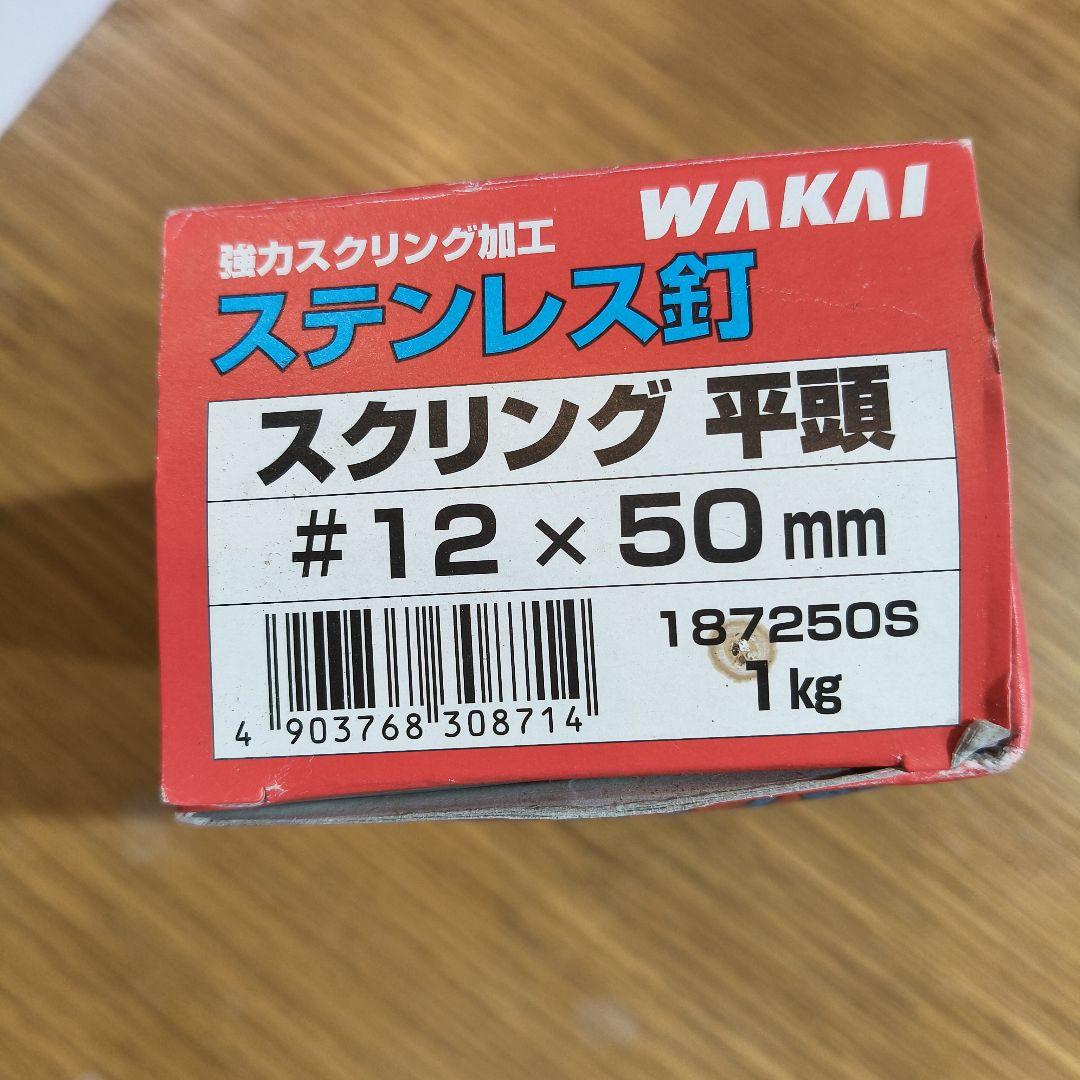 WAKAI
強力スクリング加工
ステンレス釘
スクリング 平頭
#12×50mm
187250S
1kg
4 903768 308714